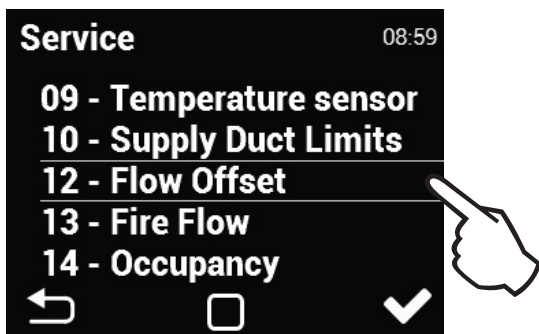 Service 08:59
09 - Temperature sensor
10 - Supply Duct Limits
12 - Flow Offset
13 - Fire Flow
14 - Occupancy